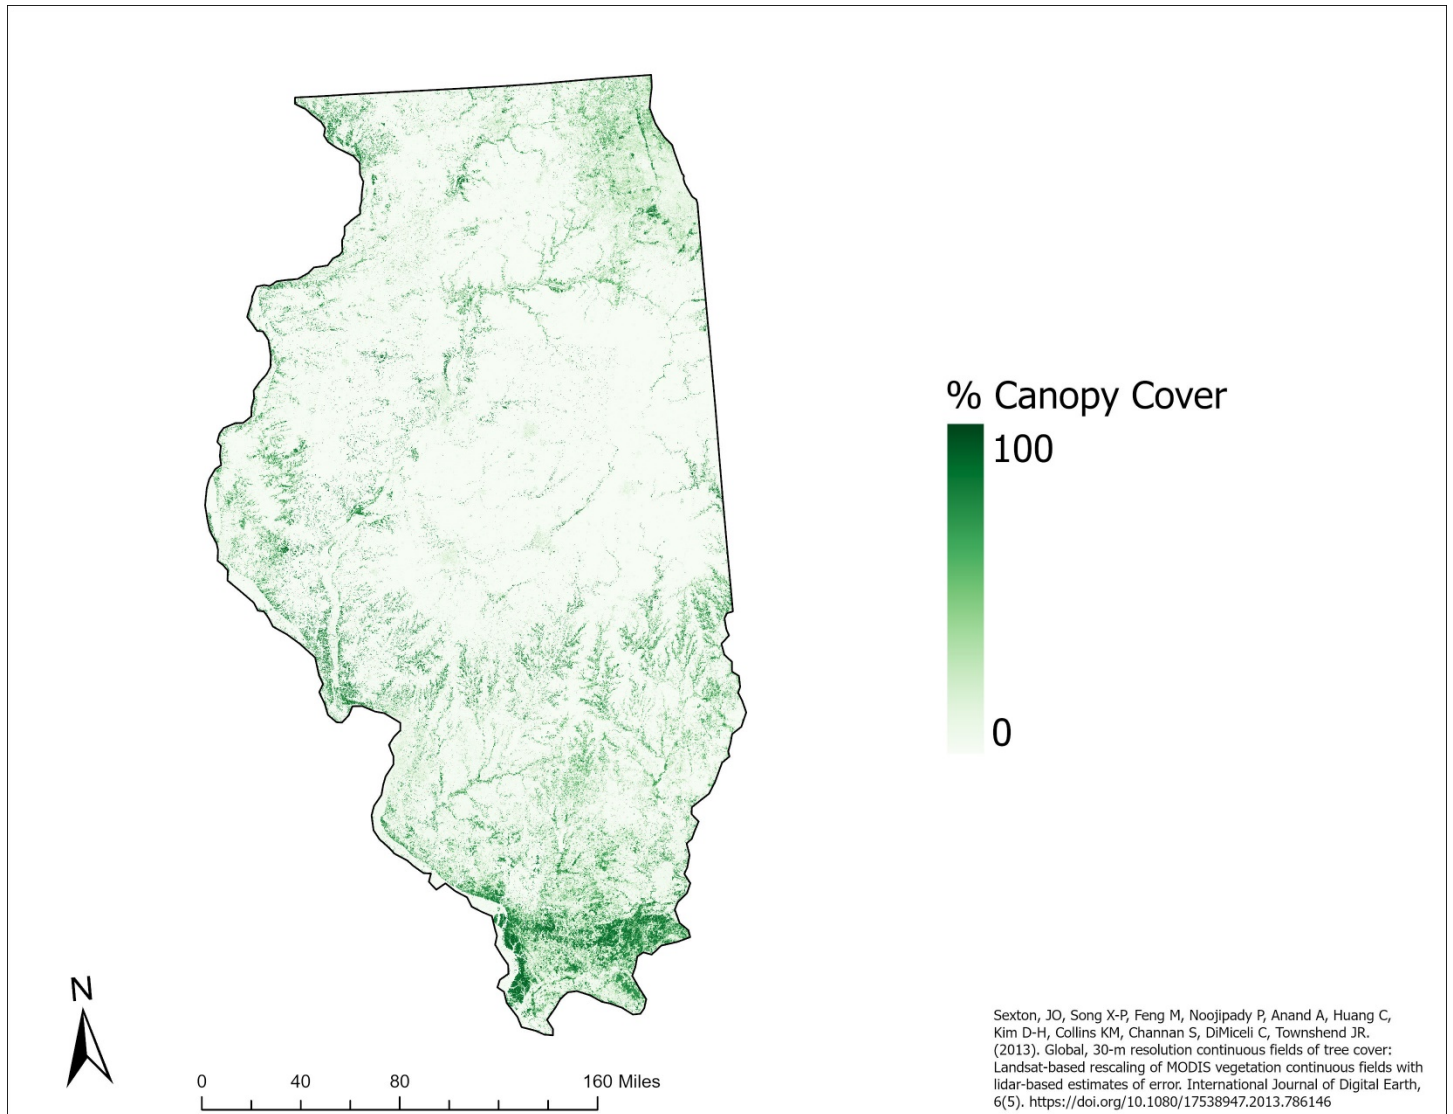 % Canopy Cover
100
0
N
0 40 80 160 Miles
Sexton, JO, Song X-P, Feng M, Noojipady P, Anand A, Huang C,
Kim D-H, Collins KM, Channan S, DiMiceli C, Townshend JR.
(2013). Global, 30-m resolution continuous fields of tree cover:
Landsat-based rescaling of MODIS vegetation continuous fields with
lidar-based estimates of error. International Journal of Digital Earth,
6(5). https://doi.org/10.1080/17538947.2013.786146